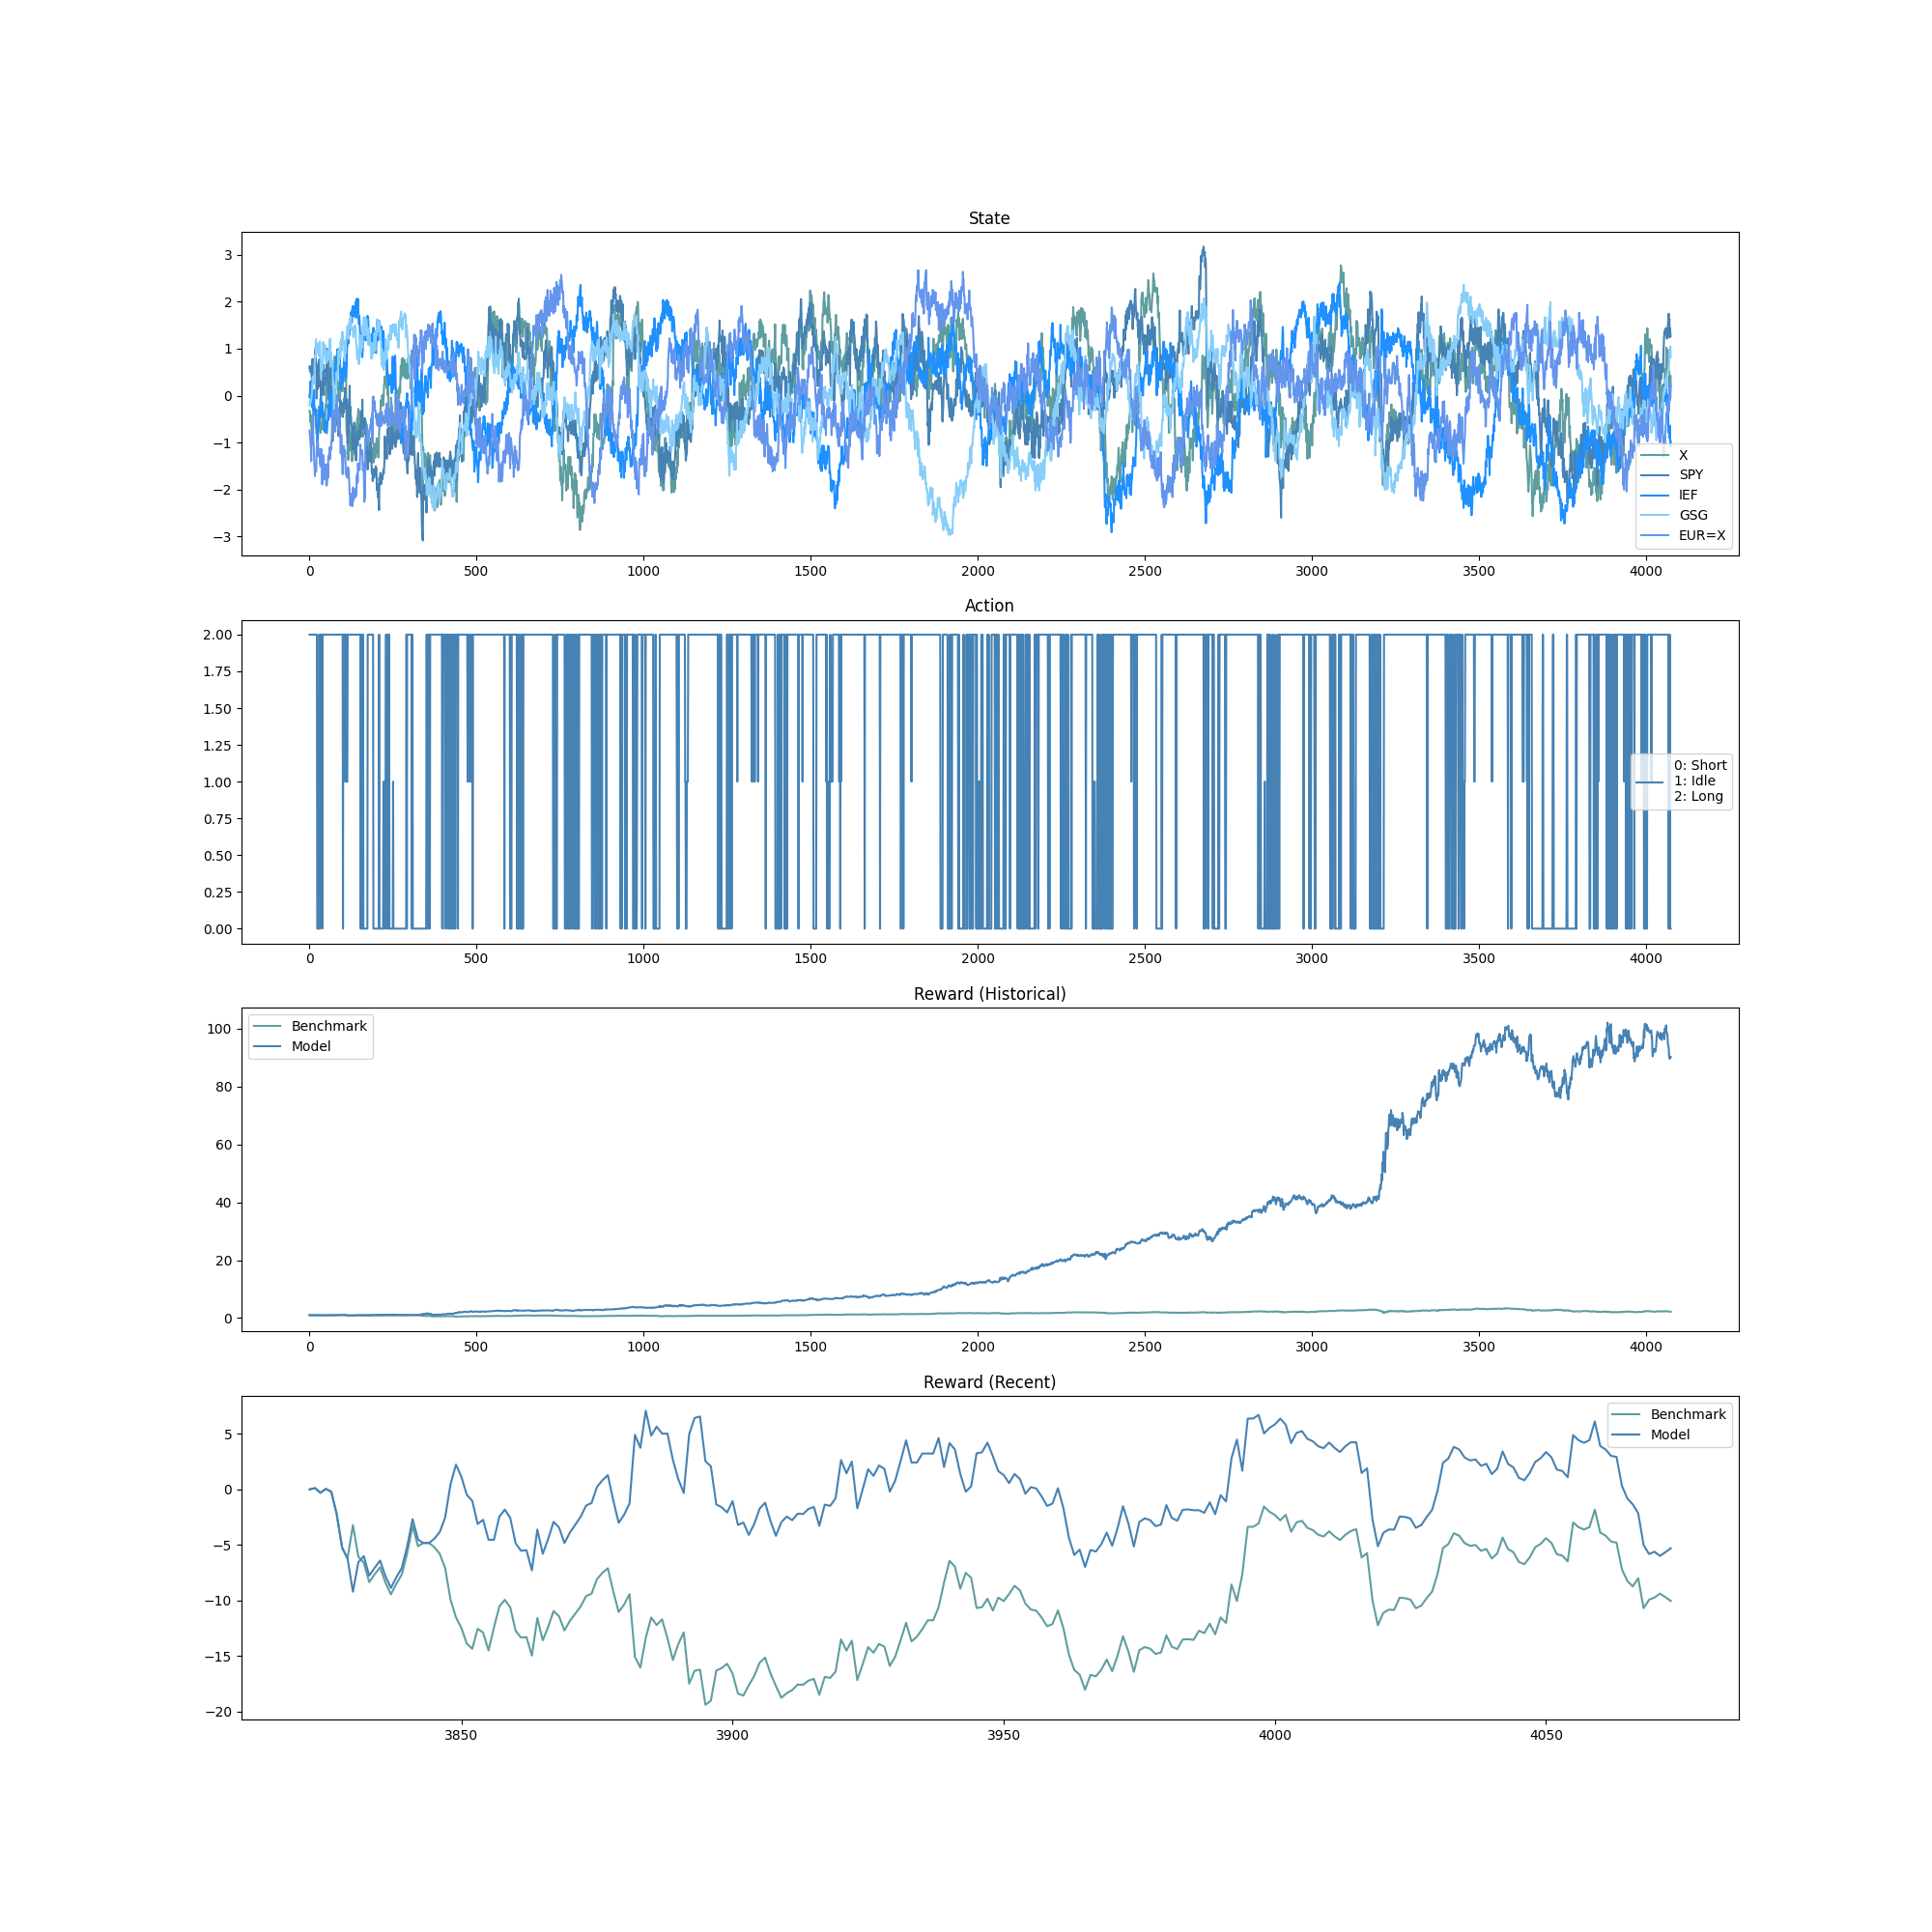 State
3
2
1
0
−1
−2
−3
X
SPY
IEF
GSG
EUR=X
0 500 1000 1500 2000 2500 3000 3500 4000
Action
2.00
1.75
1.50
1.25
1.00
0.75
0.50
0.25
0.00
0: Short
1: Idle
2: Long
0 500 1000 1500 2000 2500 3000 3500 4000
Reward (Historical)
Benchmark
Model
100
80
60
40
20
0
0 500 1000 1500 2000 2500 3000 3500 4000
Reward (Recent)
Benchmark
Model
5
0
−5
−10
−15
−20
3850 3900 3950 4000 4050